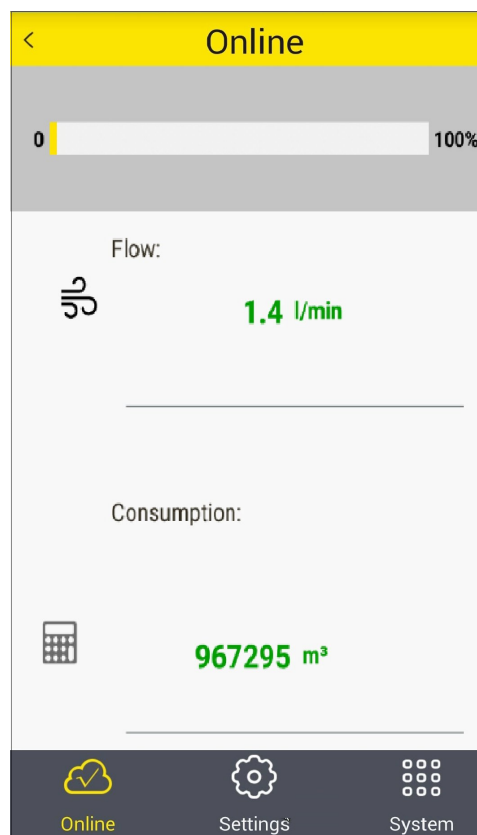 Online
0 100%
Flow:
1.4 l/min
Consumption:
967295 m³
Online Settings System